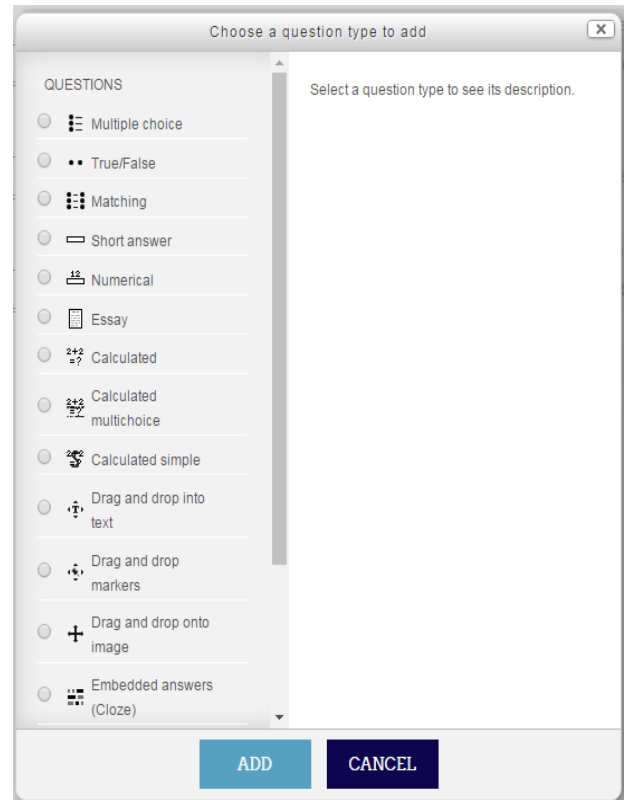 Choose a question type to add
QUESTIONS
Select a question type to see its description.
Multiple choice
True/False
Matching
Short answer
Numerical
Essay
Calculated
Calculated
multichoice
Calculated simple
Drag and drop into
text
Drag and drop
markers
Drag and drop onto
image
Embedded answers
(Cloze)
ADD
CANCEL